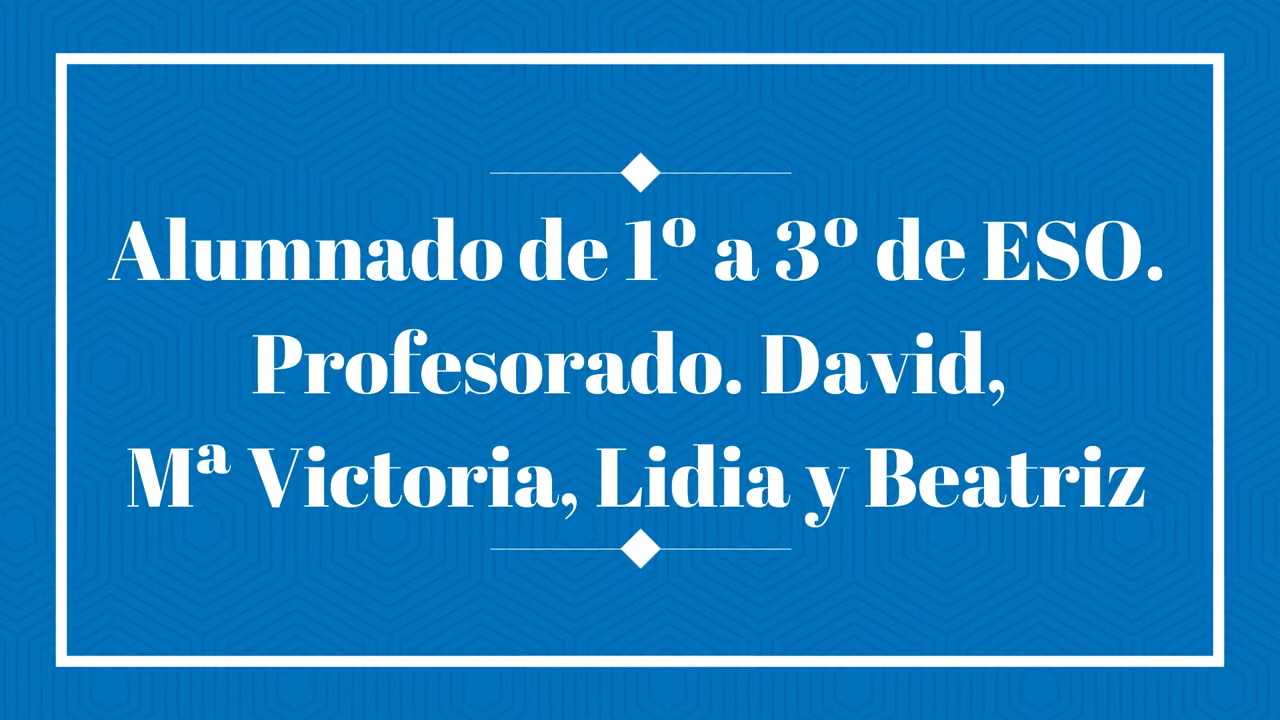 Alumnado de 1º a 3º de ESO.
Profesorado. David,
Mª Victoria, Lidia y Beatriz